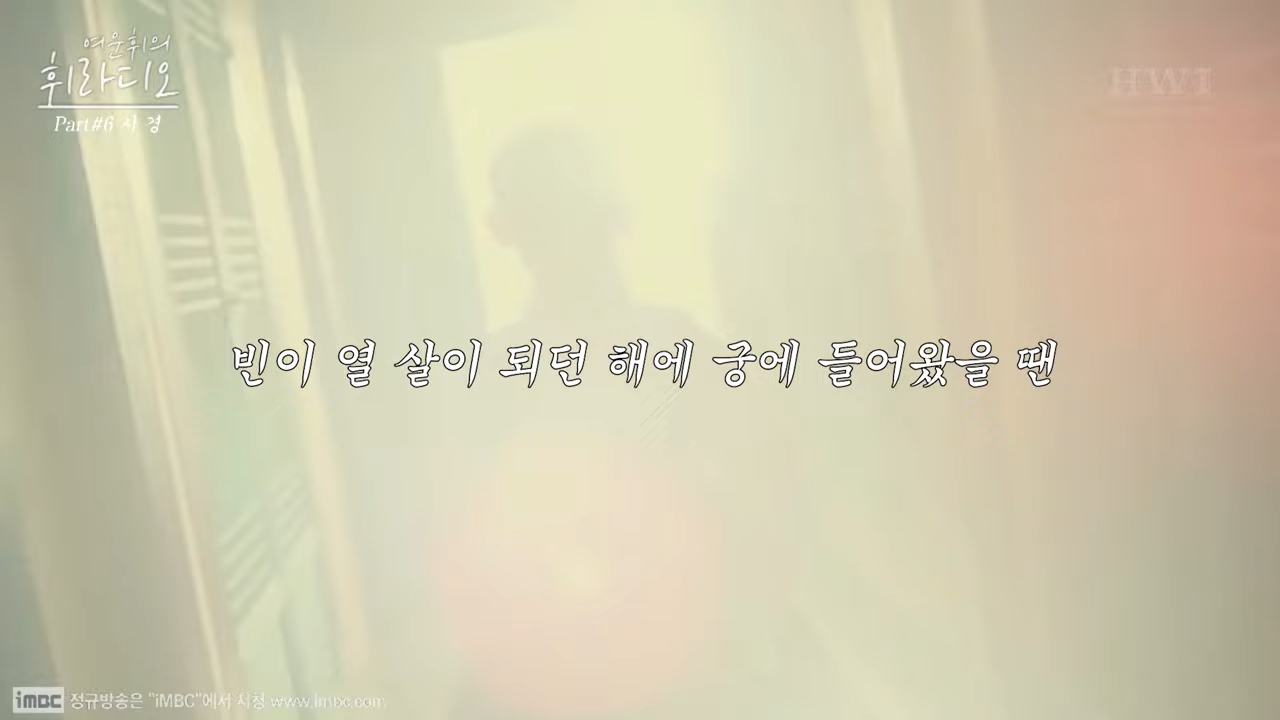 여운휘의
휘라디오
Part#6 시 경
HWI
빈이 열 살이 되던 해에 궁에 들어왔을 땐
iMBC 정규방송은 "iMBC"에서 시청 www.imbc.com